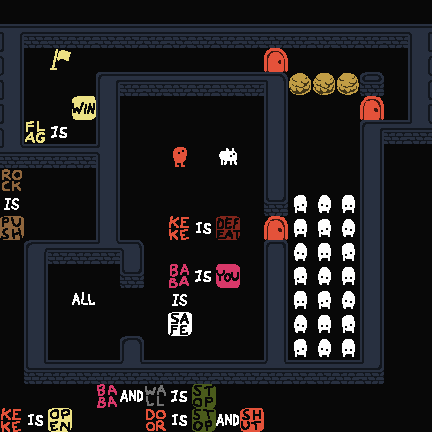 WIN
FLAG IS
ROCK
IS
PUSH
KEKE IS DEFEAT
BABA IS YOU
IS
SAFE
ALL
BABA AND WALL IS STOP
KEKE IS OPEN
DOOR IS STOP AND SHUT